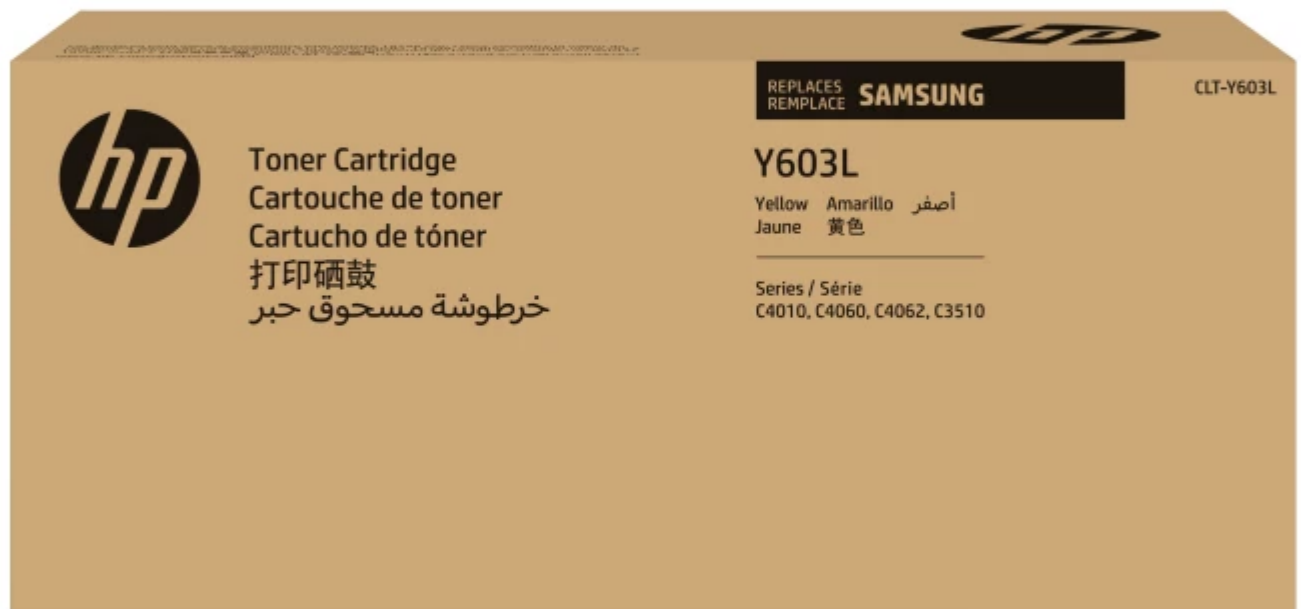 hp
hp
Toner Cartridge
Cartouche de toner
Cartucho de tóner
打印硒鼓
خرطوشة مسحوق حبر
REPLACES
REMPLACE
SAMSUNG
CLT-Y603L
Y603L
Yellow Amarillo أصفر
Jaune 黄色
Series / Série
C4010, C4060, C4062, C3510